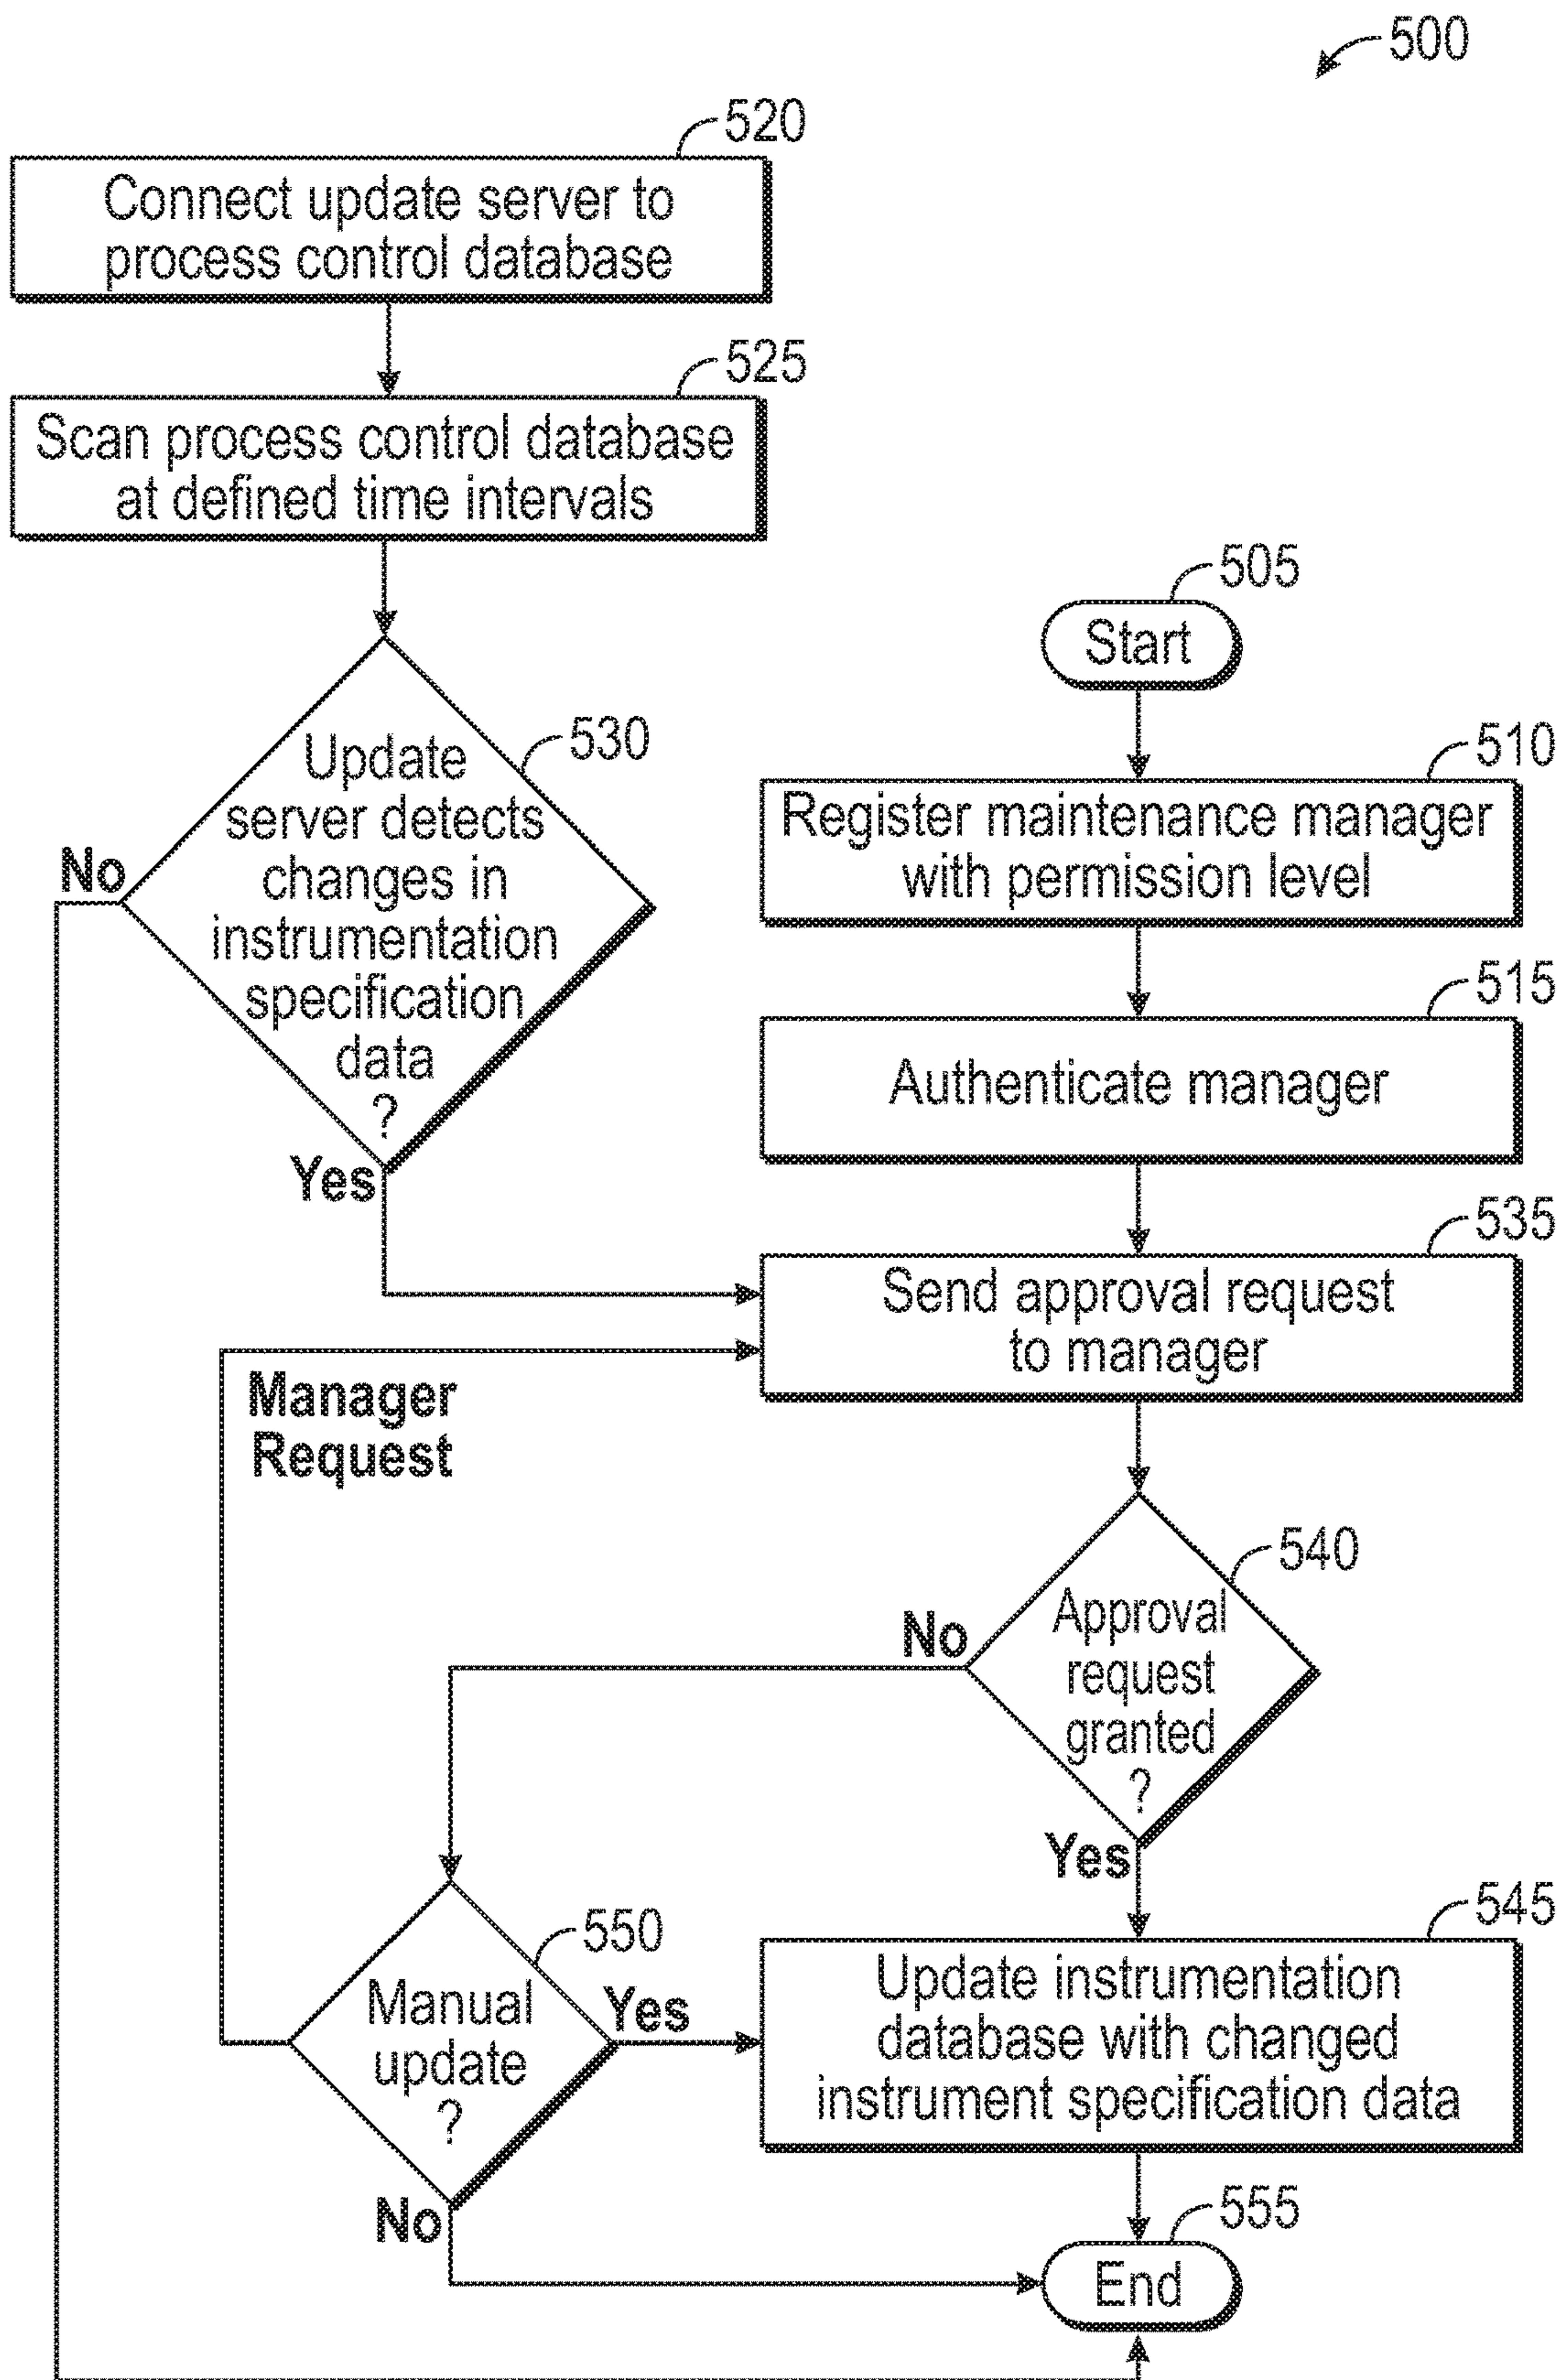 500
520
Connect update server to
process control database
525
Scan process control database
at defined time intervals
505
Start
530
Update
server detects
changes in
instrumentation
specification
data
?
No
Yes
510
Register maintenance manager
with permission level
515
Authenticate manager
535
Send approval request
to manager
Manager
Request
540
Approval
request
granted
?
No
Yes
550
Manual
update
?
Yes
No
545
Update instrumentation
database with changed
instrument specification data
555
End